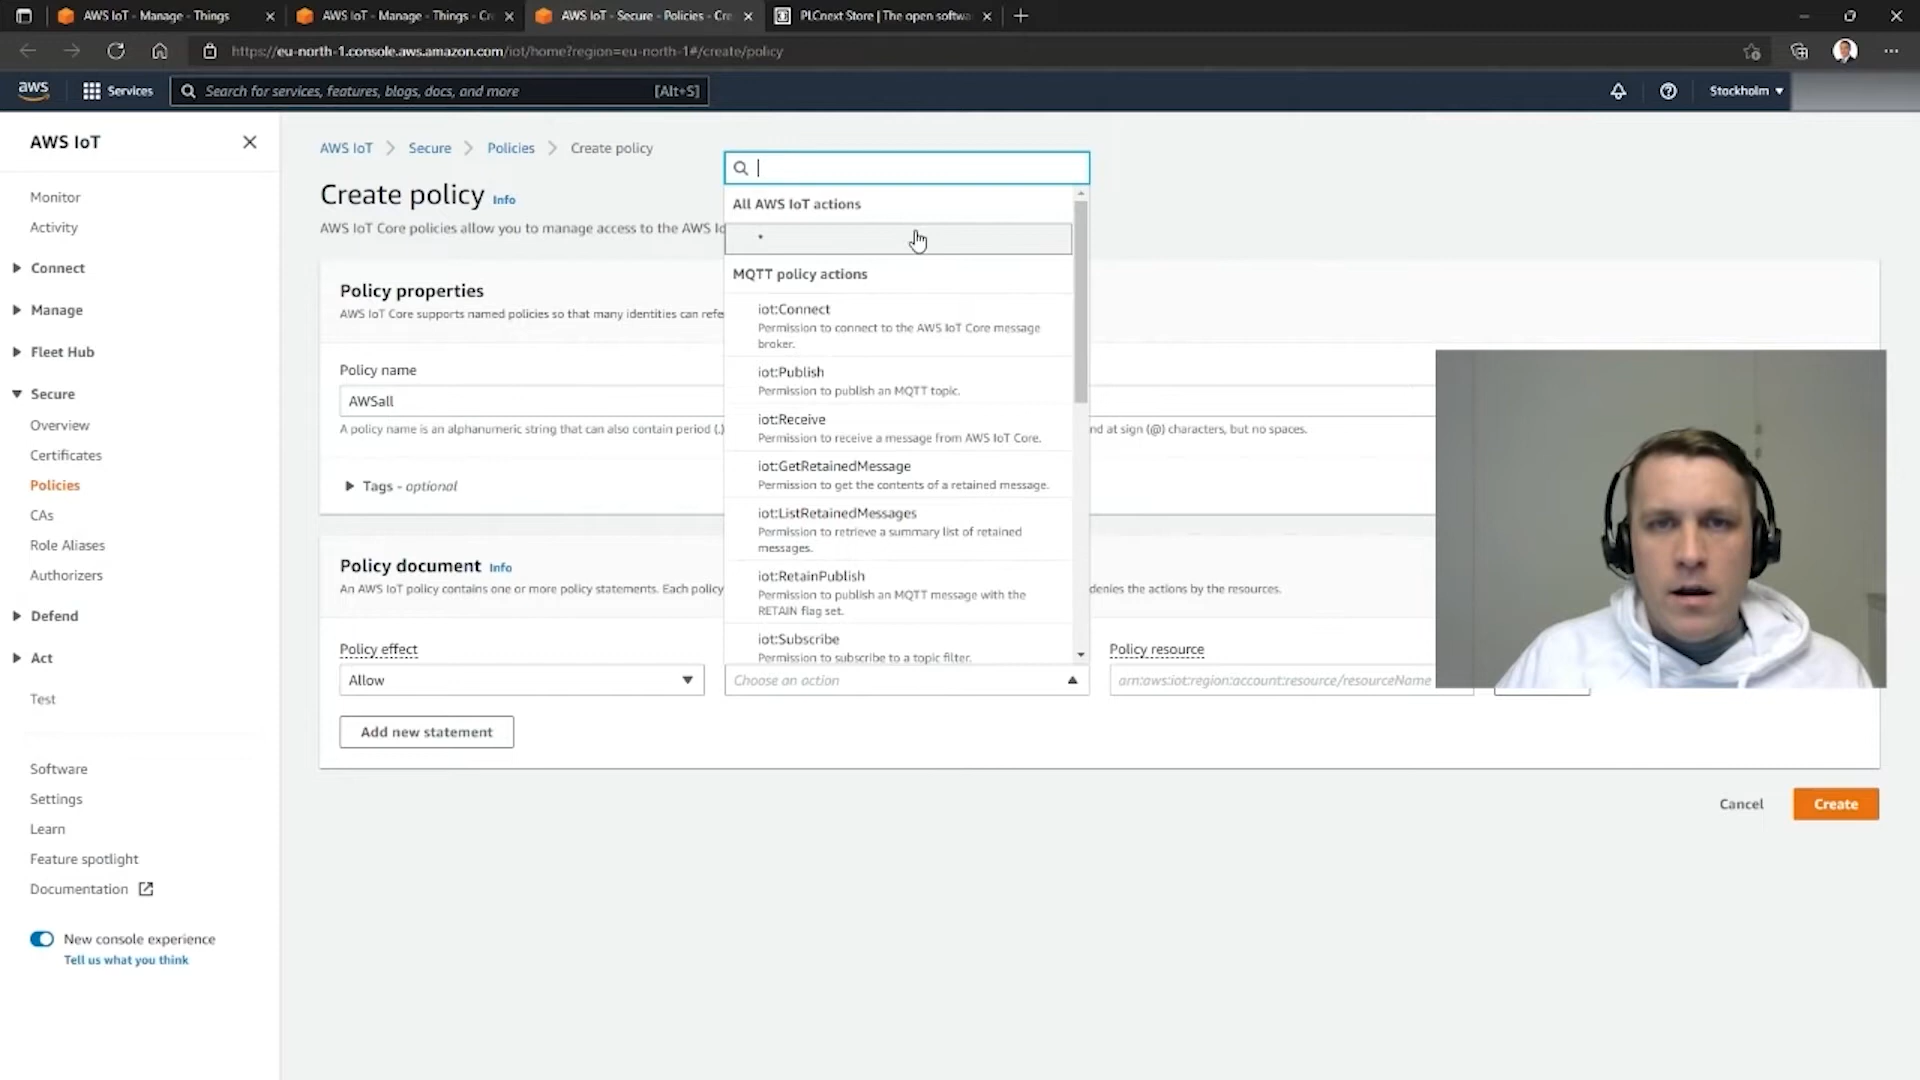 AWS IoT - Manage - Things
AWS IoT - Manage - Things - Cr
AWS IoT - Secure - Policies - Cre
PLCnext Store | The open softwa
https://eu-north-1.console.aws.amazon.com/iot/home?region=eu-north-1#/create/policy
aws
Services
Search for services, features, blogs, docs, and more
[Alt+S]
Stockholm
AWS IoT
Monitor
Activity
Connect
Manage
Fleet Hub
Secure
Overview
Certificates
Policies
CAs
Role Aliases
Authorizers
Defend
Act
Test
Software
Settings
Learn
Feature spotlight
Documentation
New console experience
Tell us what you think
AWS IoT > Secure > Policies > Create policy
Create policy Info
AWS IoT Core policies allow you to manage access to the AWS Io
Policy properties
AWS IoT Core supports named policies so that many identities can refe
Policy name
AWSall
A policy name is an alphanumeric string that can also contain period (.)
nd at sign (@) characters, but no spaces.
Tags - optional
Policy document Info
An AWS IoT policy contains one or more policy statements. Each policy
denies the actions by the resources.
Policy effect
Allow
Add new statement
All AWS IoT actions
*
MQTT policy actions
iot:Connect
Permission to connect to the AWS IoT Core message
broker.
iot:Publish
Permission to publish an MQTT topic.
iot:Receive
Permission to receive a message from AWS IoT Core.
iot:GetRetainedMessage
Permission to get the contents of a retained message.
iot:ListRetainedMessages
Permission to retrieve a summary list of retained
messages.
iot:RetainPublish
Permission to publish an MQTT message with the
RETAIN flag set.
iot:Subscribe
Permission to subscribe to a topic filter.
Choose an action
Policy resource
arn:aws:iot:region:account:resource/resourceName
Cancel
Create